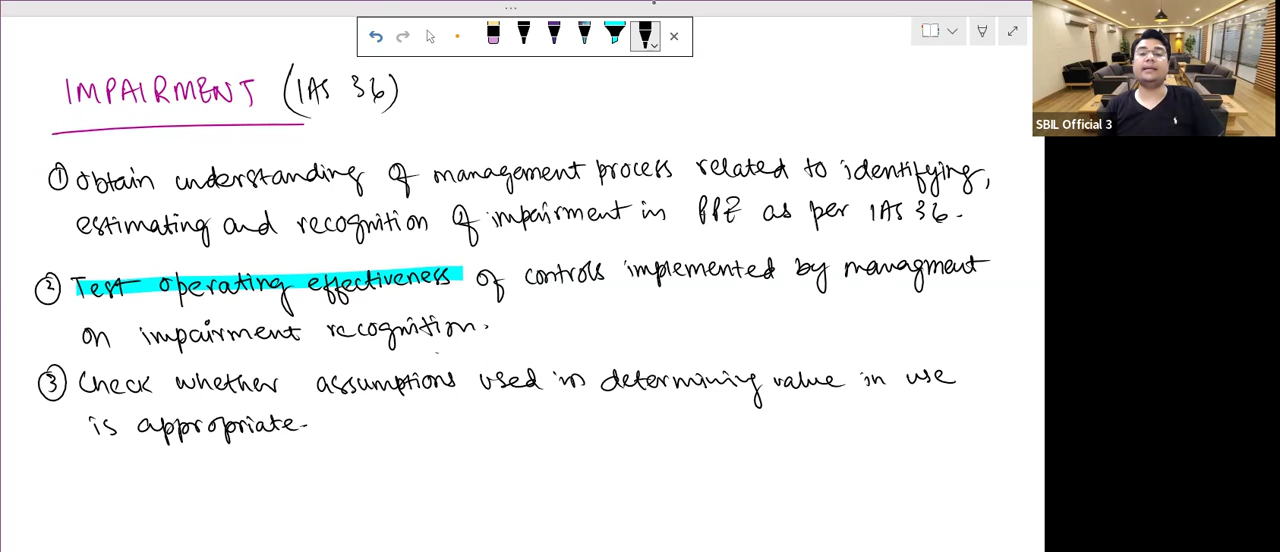 IMPAIRMENT (IAS 36)
SBIL Official 3
① Obtain understanding of management process related to identifying,
estimating and recognition of impairment in PPE as per IAS 36.
② Test operating effectiveness of controls implemented by managment
on impairment recognition.
③ Check whether assumptions used in determining value in use
is appropriate.